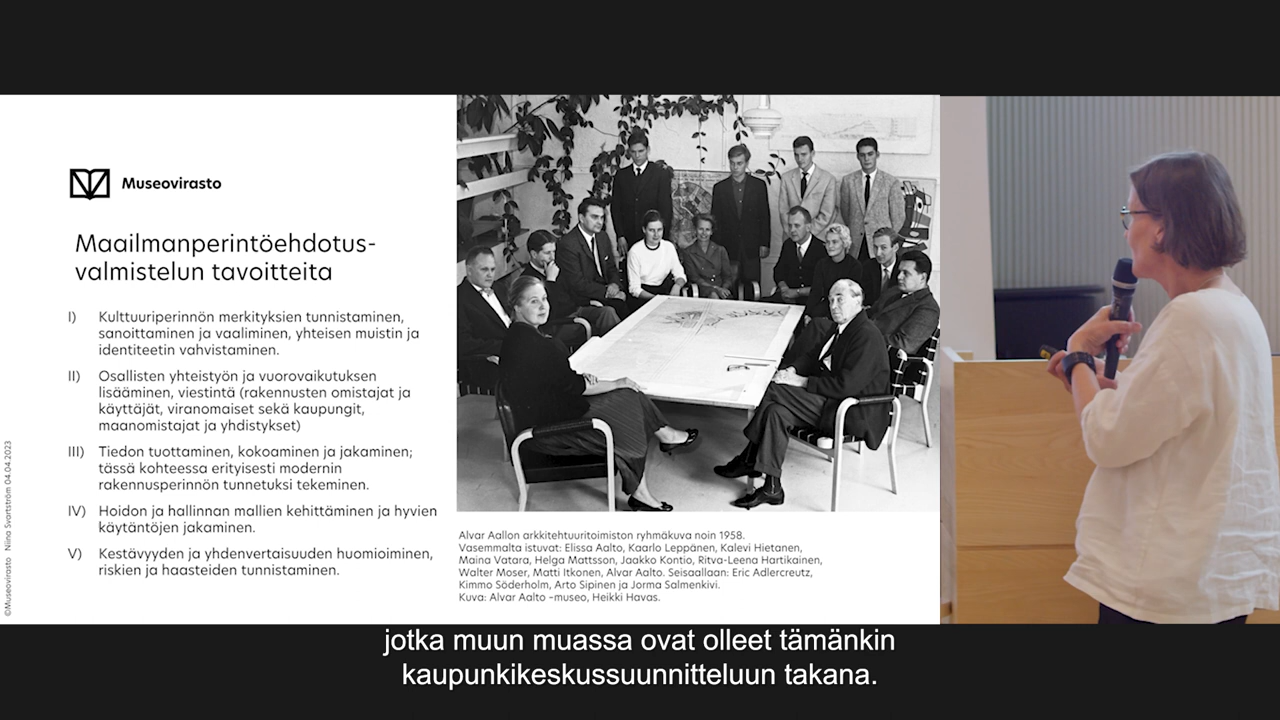 Museovirasto
Maailmanperintöehdotus-
valmistelun tavoitteita
I) Kulttuuriperinnön merkityksien tunnistaminen,
sanoittaminen ja vaaliminen, yhteisen muistin ja
identiteetin vahvistaminen.
II) Osallisten yhteistyön ja vuorovaikutuksen
lisääminen, viestintä (rakennusten omistajat ja
käyttäjät, viranomaiset sekä kaupungit,
maanomistajat ja yhdistykset)
III) Tiedon tuottaminen, kokoaminen ja jakaminen;
tässä kohteessa erityisesti modernin
rakennusperinnön tunnetuksi tekeminen.
IV) Hoidon ja hallinnan mallien kehittäminen ja hyvien
käytäntöjen jakaminen.
V) Kestävyyden ja yhdenvertaisuuden huomioiminen,
riskien ja haasteiden tunnistaminen.
©Museovirasto Niina Svartström 04.04.2023
Alvar Aallon arkkitehtuuritoimiston ryhmäkuva noin 1958.
Vasemmalta istuvat: Elissa Aalto, Kaarlo Leppänen, Kalevi Hietanen,
Maina Vatara, Helga Mattsson, Jaakko Kontio, Ritva-Leena Hartikainen,
Walter Moser, Matti Itkonen, Alvar Aalto. Seisaallaan: Eric Adlercreutz,
Kimmo Söderholm, Arto Sipinen ja Jorma Salmenkivi.
Kuva: Alvar Aalto –museo, Heikki Havas.
jotka muun muassa ovat olleet tämänkin
kaupunkikeskussuunnitteluun takana.